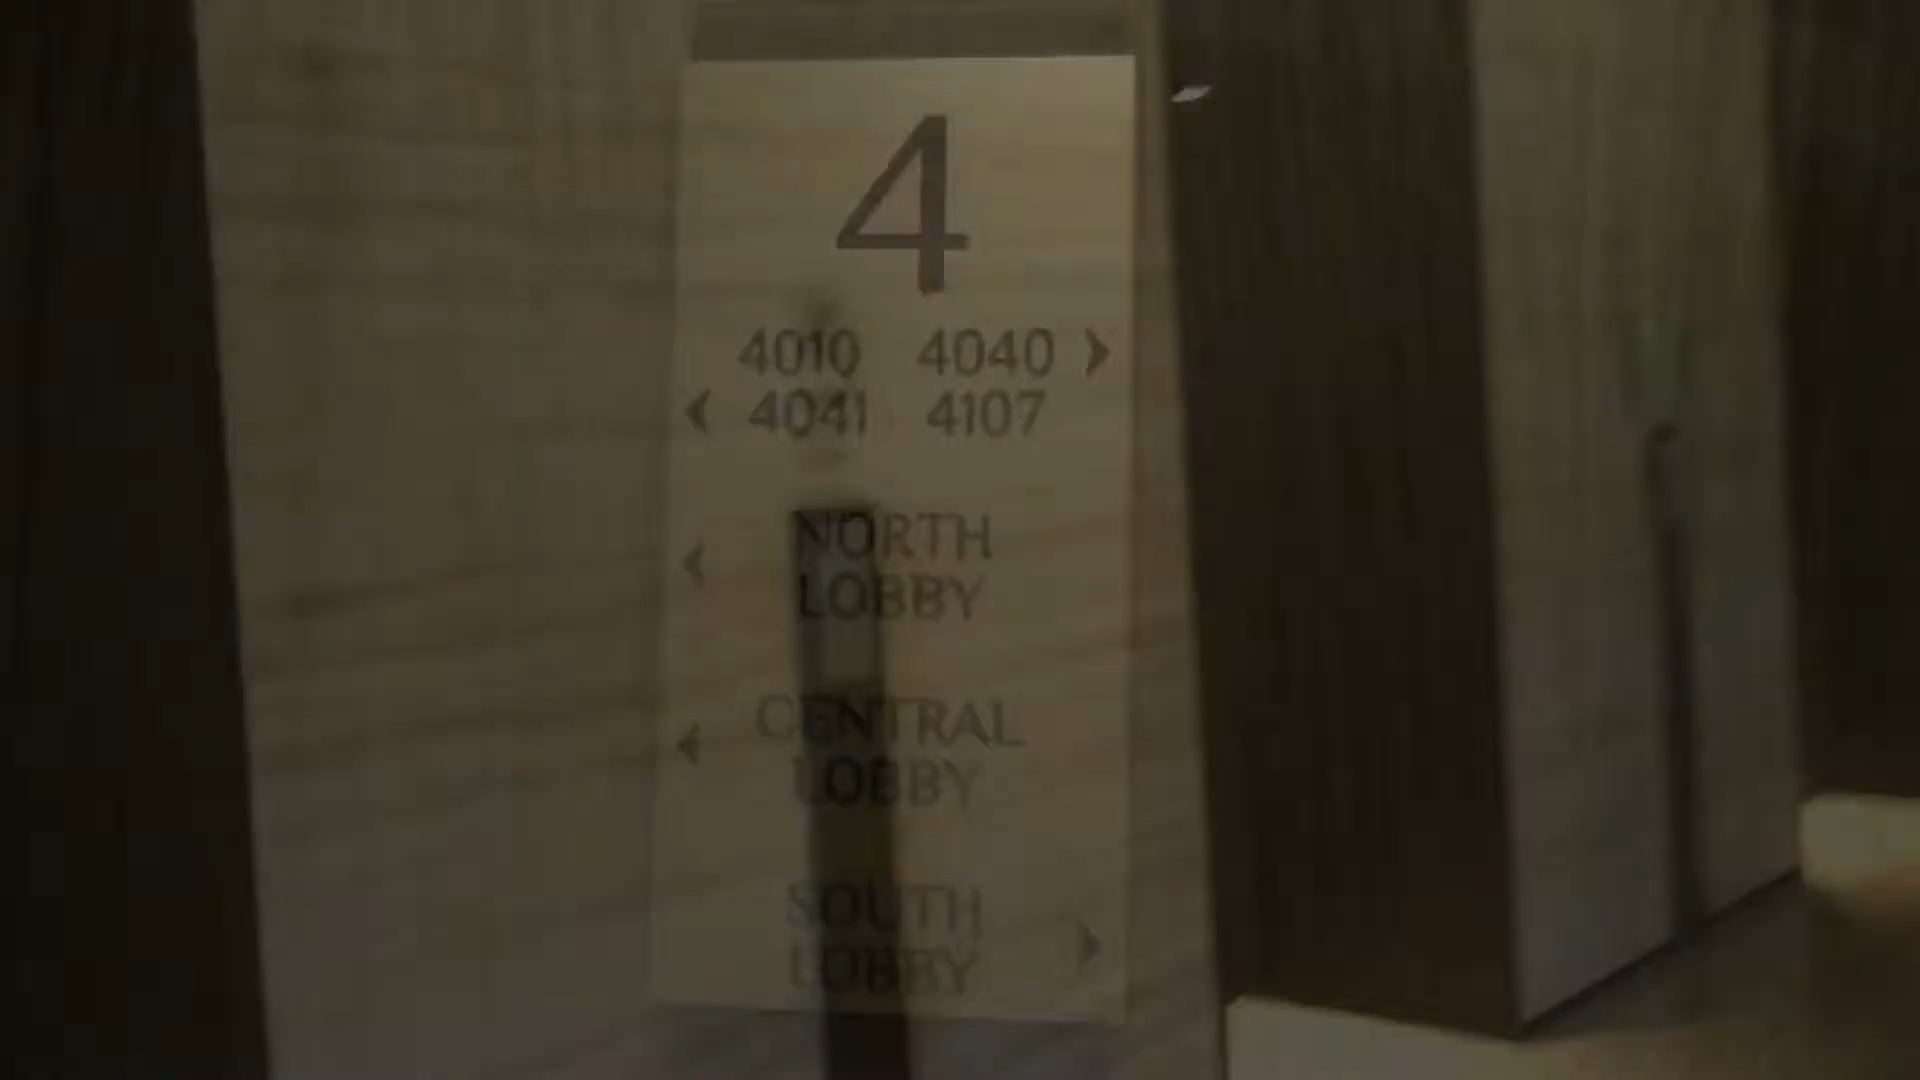 4
4010 4040 >
< 4041 4107
< NORTH
LOBBY
< CENTRAL
LOBBY
SOUTH >
LOBBY